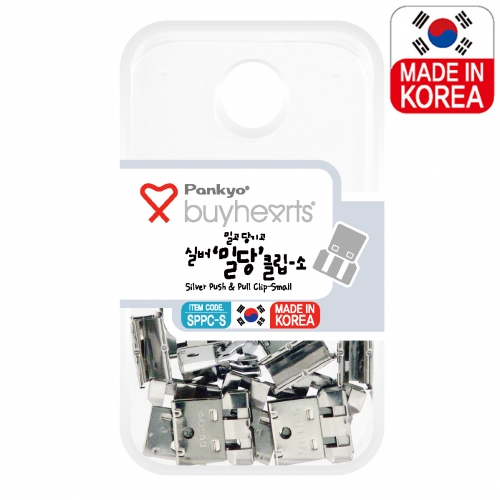 MADE IN
KOREA
Pankyo®
buyhearts®
밀고 당기고
실버 '밀당' 클립-소
Silver Push & Pull Clip-Small
ITEM CODE.
SPPC-S
MADE IN
KOREA